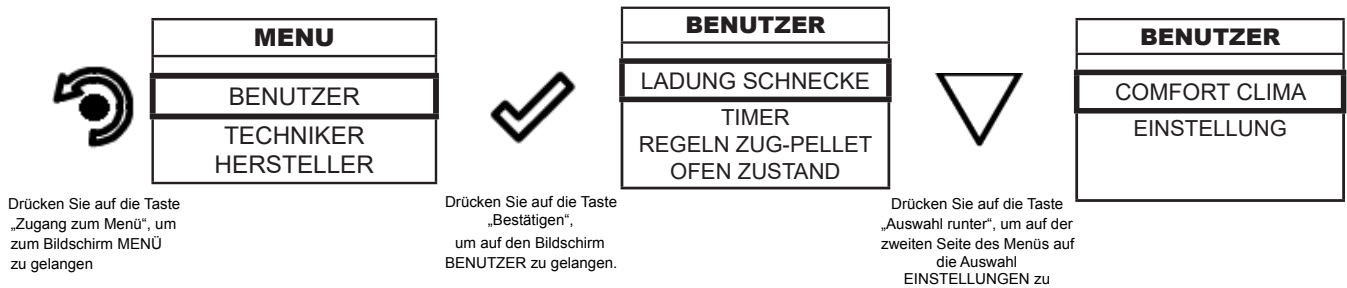 MENU
BENUTZER
TECHNIKER
HERSTELLER
Drücken Sie auf die Taste
„Zugang zum Menü“, um
zum Bildschirm MENÜ
zu gelangen
BENUTZER
LADUNG SCHNECKE
TIMER
REGELN ZUG-PELLET
OFEN ZUSTAND
Drücken Sie auf die Taste
„Bestätigen“,
um auf den Bildschirm
BENUTZER zu gelangen.
BENUTZER
COMFORT CLIMA
EINSTELLUNG
Drücken Sie auf die Taste
„Auswahl runter“, um auf der
zweiten Seite des Menüs auf
die Auswahl
EINSTELLUNGEN zu